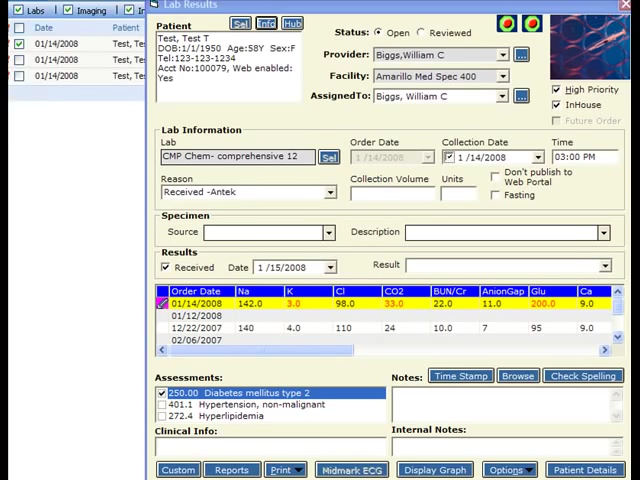 Labs
Imaging
In
Date
Patient
01/14/2008
Test, Te
01/14/2008
Test, Te
01/14/2008
Test, Te
01/14/2008
Test, Te
Lab Results
Patient
Sel
Info
Hub
Test, Test T
DOB:1/1/1950 Age:58Y Sex:F
Tel:123-123-1234
Acct No:100079, Web enabled:
Yes
Status:
Open
Reviewed
Provider:
Biggs,William C
...
Facility:
Amarillo Med Spec 400
AssignedTo:
Biggs, William C
...
High Priority
InHouse
Future Order
Lab Information
Lab
Order Date
Collection Date
Time
CMP Chem- comprehensive 12
Sel
1 /14/2008
1 /14/2008
03:00 PM
Reason
Collection Volume
Units
Don't publish to
Web Portal
Received -Antek
Fasting
Specimen
Source
Description
Results
Received
Date
1 /15/2008
Result
Order Date Na K Cl CO2 BUN/Cr AnionGap Glu Ca
01/14/2008 142.0 3.0 98.0 33.0 22.0 11.0 200.0 9.0
01/12/2008
12/22/2007 140 4.0 110 24 10.0 7 95 9.0
02/06/2007
Assessments:
250.00 Diabetes mellitus type 2
401.1 Hypertension, non-malignant
272.4 Hyperlipidemia
Notes:
Time Stamp
Browse
Check Spelling
Clinical Info:
Internal Notes:
Custom
Reports
Print
Midmark ECG
Display Graph
Options
Patient Details